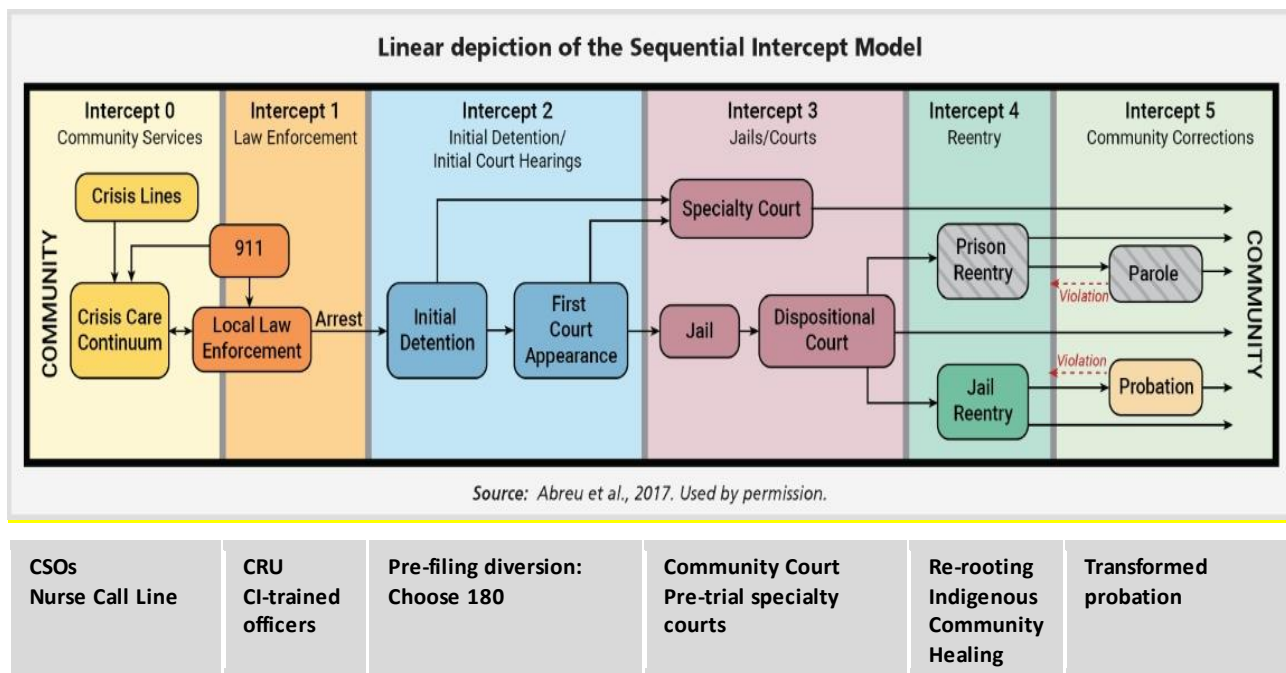 Linear depiction of the Sequential Intercept Model
Intercept 0
Community Services
Intercept 1
Law Enforcement
Intercept 2
Initial Detention/
Initial Court Hearings
Intercept 3
Jails/Courts
Intercept 4
Reentry
Intercept 5
Community Corrections
COMMUNITY
Crisis Lines
Crisis Care
Continuum
911
Local Law
Enforcement
Arrest
Initial
Detention
First
Court
Appearance
Specialty Court
Jail
Dispositional
Court
Prison
Reentry
Violation
Parole
Jail
Reentry
Violation
Probation
COMMUNITY
Source: Abreu et al., 2017. Used by permission.
CSOs
Nurse Call Line
CRU
CI-trained
officers
Pre-filing diversion:
Choose 180
Community Court
Pre-trial specialty
courts
Re-rooting
Indigenous
Community
Healing
Transformed
probation